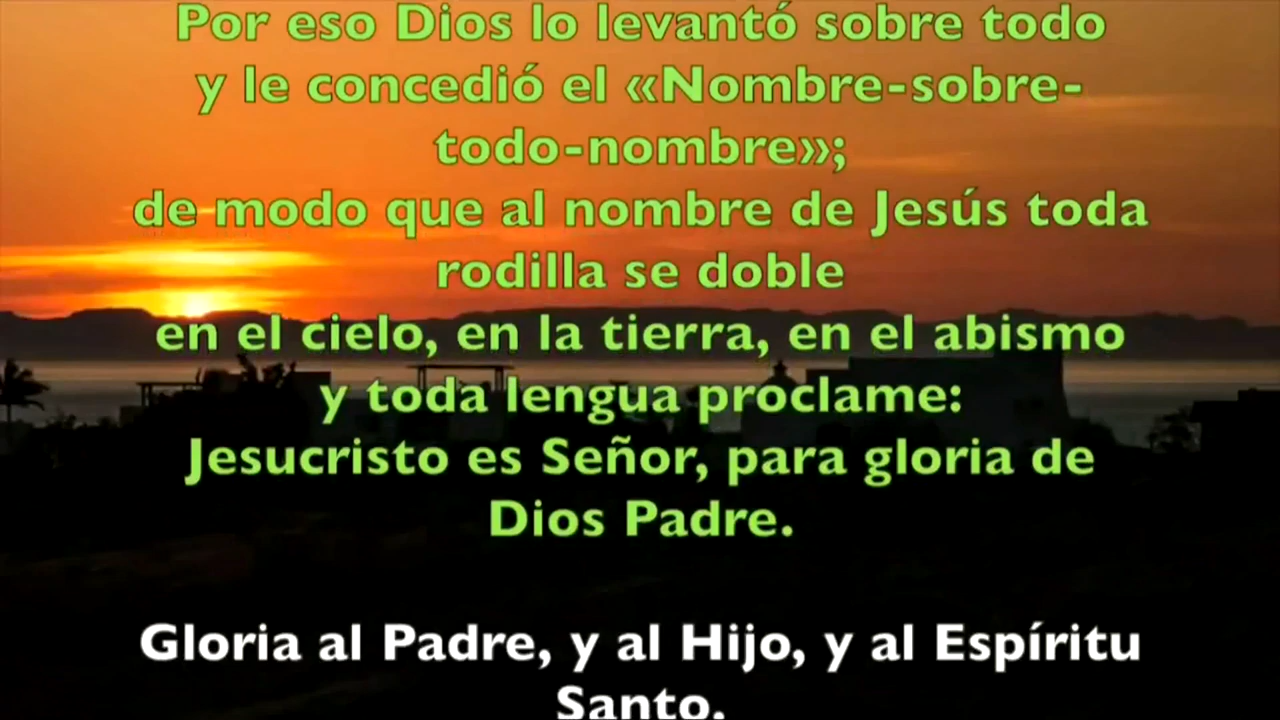 Por eso Dios lo levantó sobre todo
y le concedió el «Nombre-sobre-
todo-nombre»;
de modo que al nombre de Jesús toda
rodilla se doble
en el cielo, en la tierra, en el abismo
y toda lengua proclame:
Jesucristo es Señor, para gloria de
Dios Padre.
Gloria al Padre, y al Hijo, y al Espíritu
Santo.